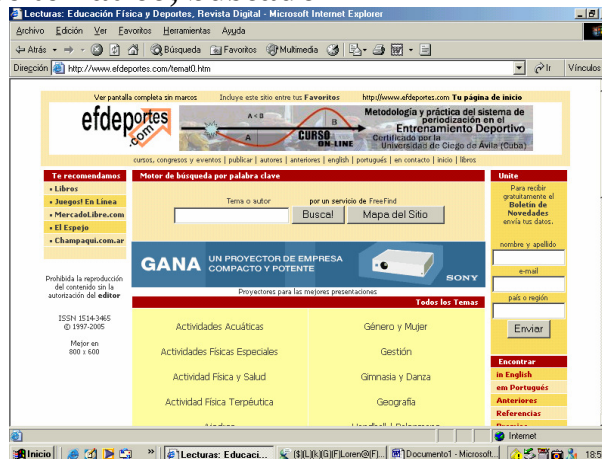 Lecturas: Educación Física y Deportes, Revista Digital - Microsoft Internet Explorer
Archivo Edición Ver Favoritos Herramientas Ayuda
Atrás Búsqueda Favoritos Multimedia
Dirección http://www.efdeportes.com/temat0.htm Ir Vínculos
Ver pantalla completa sin marcos Incluye este sitio entre tus Favoritos http://www.efdeportes.com Tu página de inicio
efdeportes
.com
A < B
A
B
CURSO
ON-LINE
Metodología y práctica del sistema de periodización en el
Entrenamiento Deportivo
Certificado por la
Universidad de Ciego de Ávila (Cuba)
cursos, congresos y eventos | publicar | autores | anteriores | english | portugués | en contacto | inicio | libros
Te recomendamos
• Libros
• Juegos! En Línea
• MercadoLibre.com
• El Espejo
• Champaqui.com.ar
Prohibida la reproducción
del contenido sin la
autorización del editor
ISSN 1514-3465
© 1997-2005
Mejor en
800 x 600
Motor de búsqueda por palabra clave
Tema o autor por un servicio de FreeFind
Busca! Mapa del Sitio
GANA UN PROYECTOR DE EMPRESA
COMPACTO Y POTENTE
SONY
Proyectores para las mejores presentaciones
Todos los Temas
Actividades Acuáticas Género y Mujer
Actividades Físicas Especiales Gestión
Actividad Física y Salud Gimnasia y Danza
Actividad Física Terpéutica Geografía
Unite
Para recibir
gratuitamente el
Boletín de
Novedades
envía tus datos.
nombre y apellido
e-mail
país o región
Enviar
Encontrar
in English
em Portugués
Anteriores
Referencias
Internet
Inicio Lecturas: Educaci... Documento1 - Microsoft... 18:5